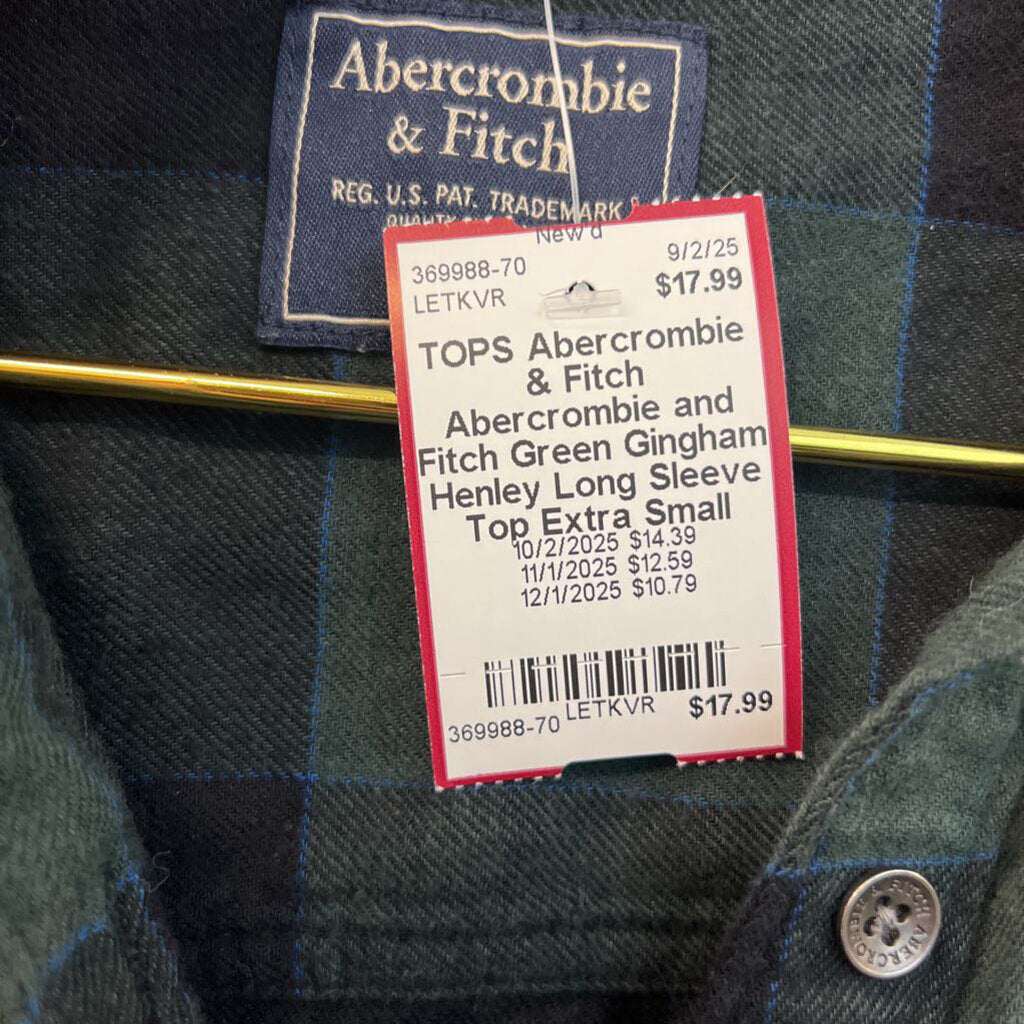 Abercrombie
& Fitch
REG. U.S. PAT. TRADEMARK &
QUALITY
New d
369988-70
9/2/25
LETKVR
$17.99
TOPS Abercrombie
& Fitch
Abercrombie and
Fitch Green Gingham
Henley Long Sleeve
Top Extra Small
10/2/2025 $14.39
11/1/2025 $12.59
12/1/2025 $10.79
369988-70 LETKVR $17.99
ABERCROMBIE & FITCH